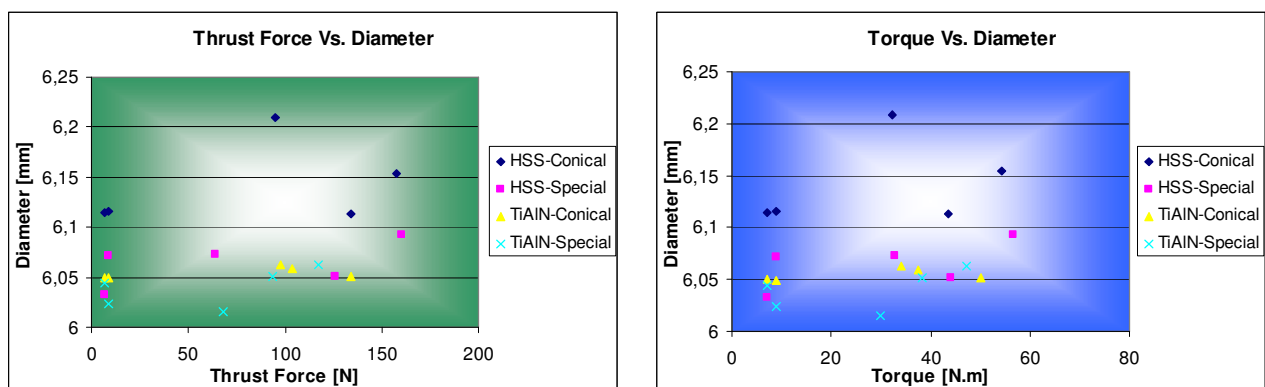 Thrust Force Vs. Diameter
6,25
6,2
6,15
6,1
6,05
6
Diameter [mm]
0 50 100 150 200
Thrust Force [N]
HSS-Conical
HSS-Special
TiAlN-Conical
TiAlN-Special
Torque Vs. Diameter
6,25
6,2
6,15
6,1
6,05
6
Diameter [mm]
0 20 40 60 80
Torque [N.m]
HSS-Conical
HSS-Special
TiAlN-Conical
TiAlN-Special